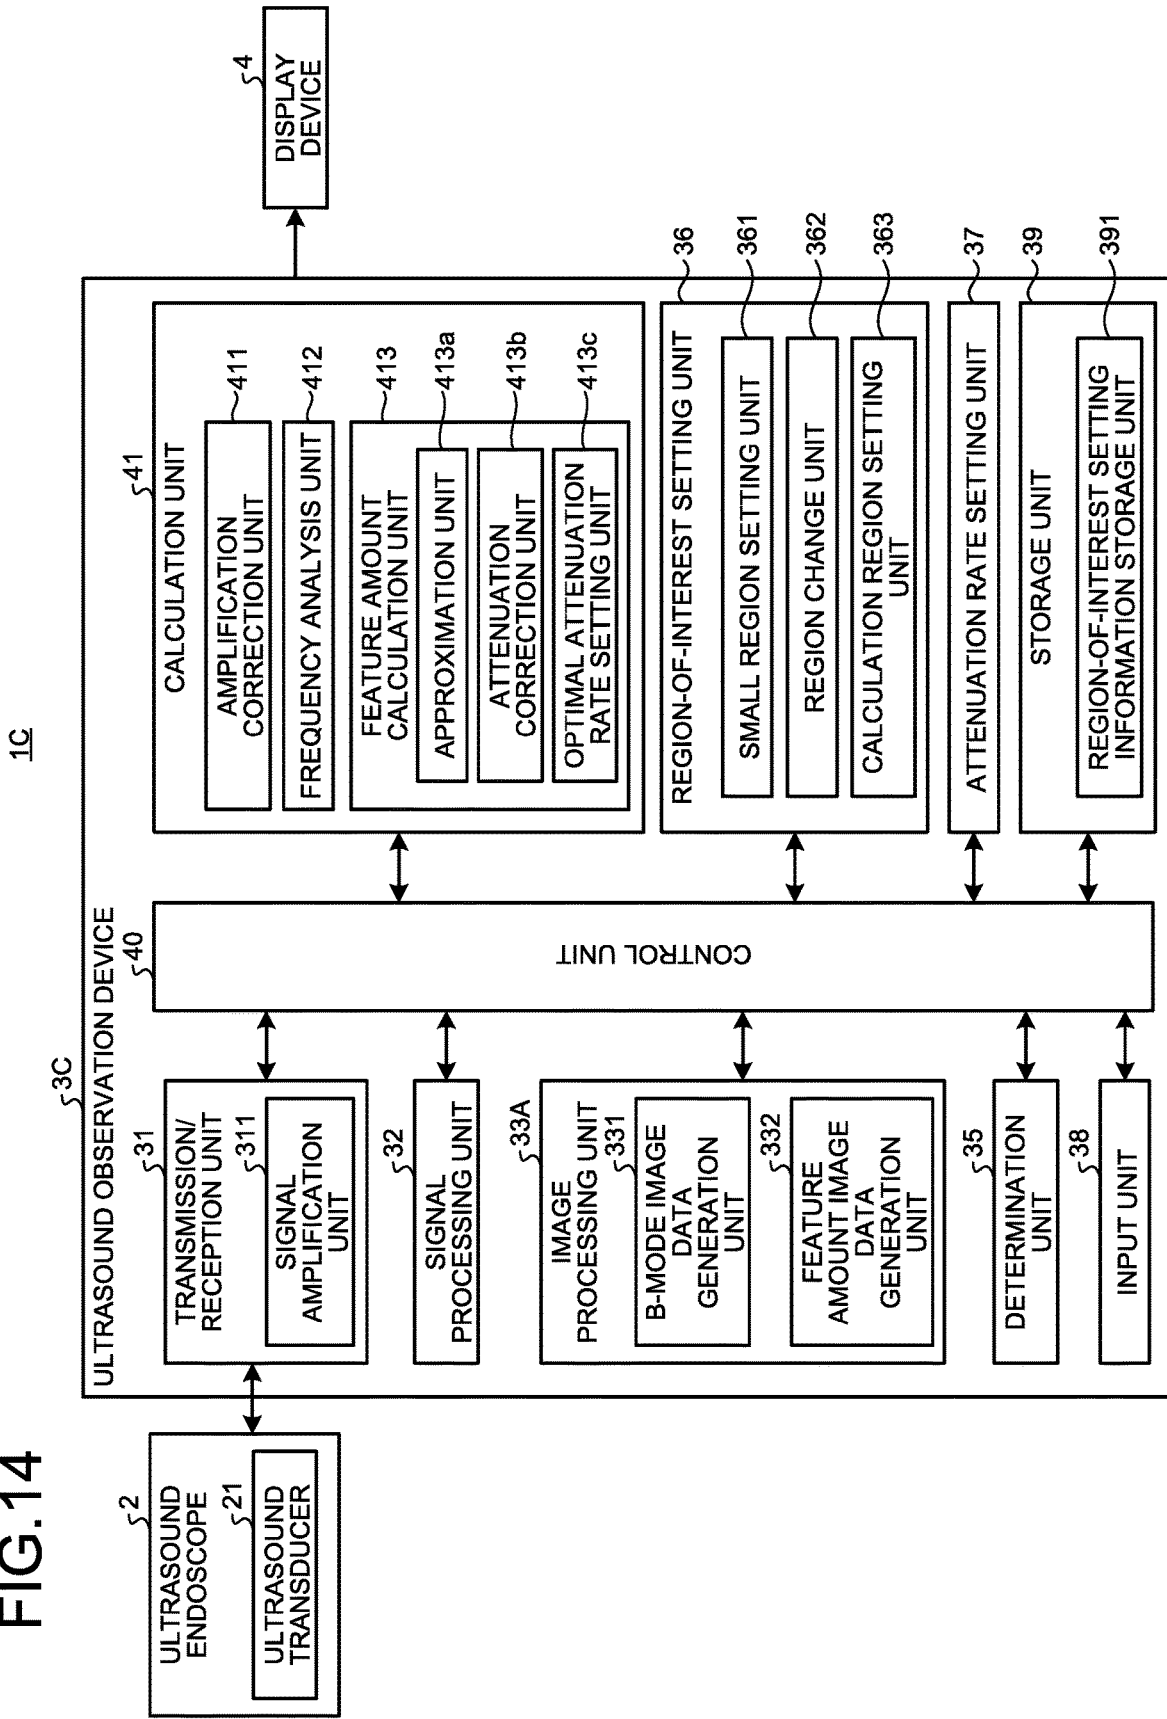 FIG.14
1C
2
ULTRASOUND
ENDOSCOPE
21
ULTRASOUND
TRANSDUCER
3C
ULTRASOUND OBSERVATION DEVICE
31
TRANSMISSION/
RECEPTION UNIT
311
SIGNAL
AMPLIFICATION
UNIT
32
SIGNAL
PROCESSING UNIT
33A
IMAGE
PROCESSING UNIT
331
B-MODE IMAGE
DATA
GENERATION
UNIT
332
FEATURE
AMOUNT IMAGE
DATA
GENERATION
UNIT
35
DETERMINATION
UNIT
38
INPUT UNIT
40
CONTROL UNIT
41
CALCULATION UNIT
411
AMPLIFICATION
CORRECTION UNIT
412
FREQUENCY ANALYSIS UNIT
413
FEATURE AMOUNT
CALCULATION UNIT
413a
APPROXIMATION UNIT
413b
ATTENUATION
CORRECTION UNIT
413c
OPTIMAL ATTENUATION
RATE SETTING UNIT
36
REGION-OF-INTEREST SETTING UNIT
361
SMALL REGION SETTING UNIT
362
REGION CHANGE UNIT
363
CALCULATION REGION SETTING
UNIT
37
ATTENUATION RATE SETTING UNIT
39
STORAGE UNIT
391
REGION-OF-INTEREST SETTING
INFORMATION STORAGE UNIT
4
DISPLAY
DEVICE